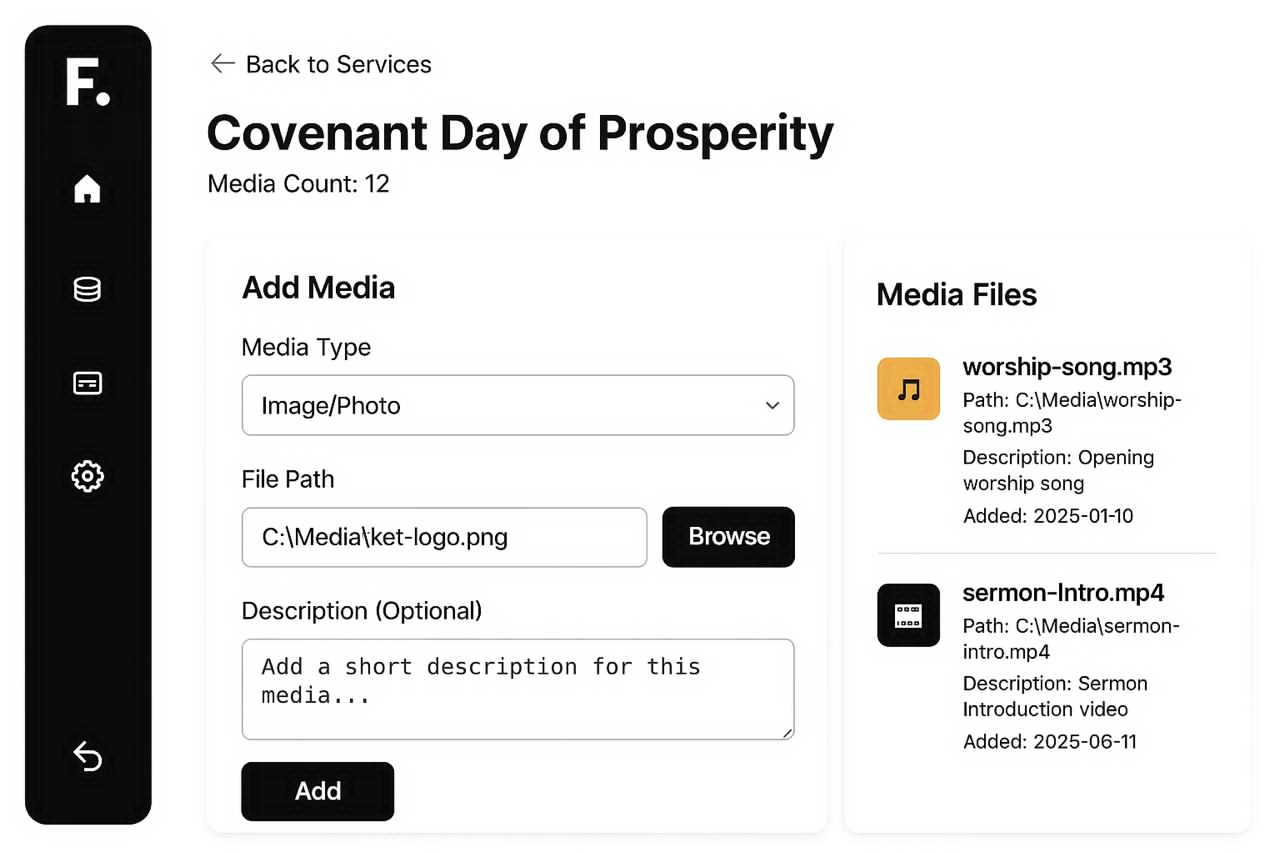 F.
Back to Services
Covenant Day of Prosperity
Media Count: 12
Add Media
Media Type
Image/Photo
File Path
C:\Media\ket-logo.png
Browse
Description (Optional)
Add a short description for this
media...
Add
Media Files
worship-song.mp3
Path: C:\Media\worship-
song.mp3
Description: Opening
worship song
Added: 2025-01-10
sermon-Intro.mp4
Path: C:\Media\sermon-
intro.mp4
Description: Sermon
Introduction video
Added: 2025-06-11